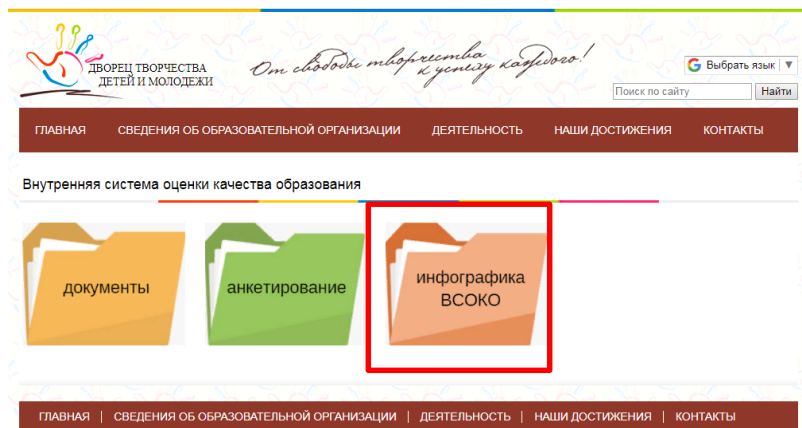 ДВОРЕЦ ТВОРЧЕСТВА
ДЕТЕЙ И МОЛОДЕЖИ
От свободы творчества
к успеху каждого!
Выбрать язык ▼
Поиск по сайту
Найти
ГЛАВНАЯ СВЕДЕНИЯ ОБ ОБРАЗОВАТЕЛЬНОЙ ОРГАНИЗАЦИИ ДЕЯТЕЛЬНОСТЬ НАШИ ДОСТИЖЕНИЯ КОНТАКТЫ
Внутренняя система оценки качества образования
документы
анкетирование
инфографика
ВСОКО
ГЛАВНАЯ | СВЕДЕНИЯ ОБ ОБРАЗОВАТЕЛЬНОЙ ОРГАНИЗАЦИИ | ДЕЯТЕЛЬНОСТЬ | НАШИ ДОСТИЖЕНИЯ | КОНТАКТЫ